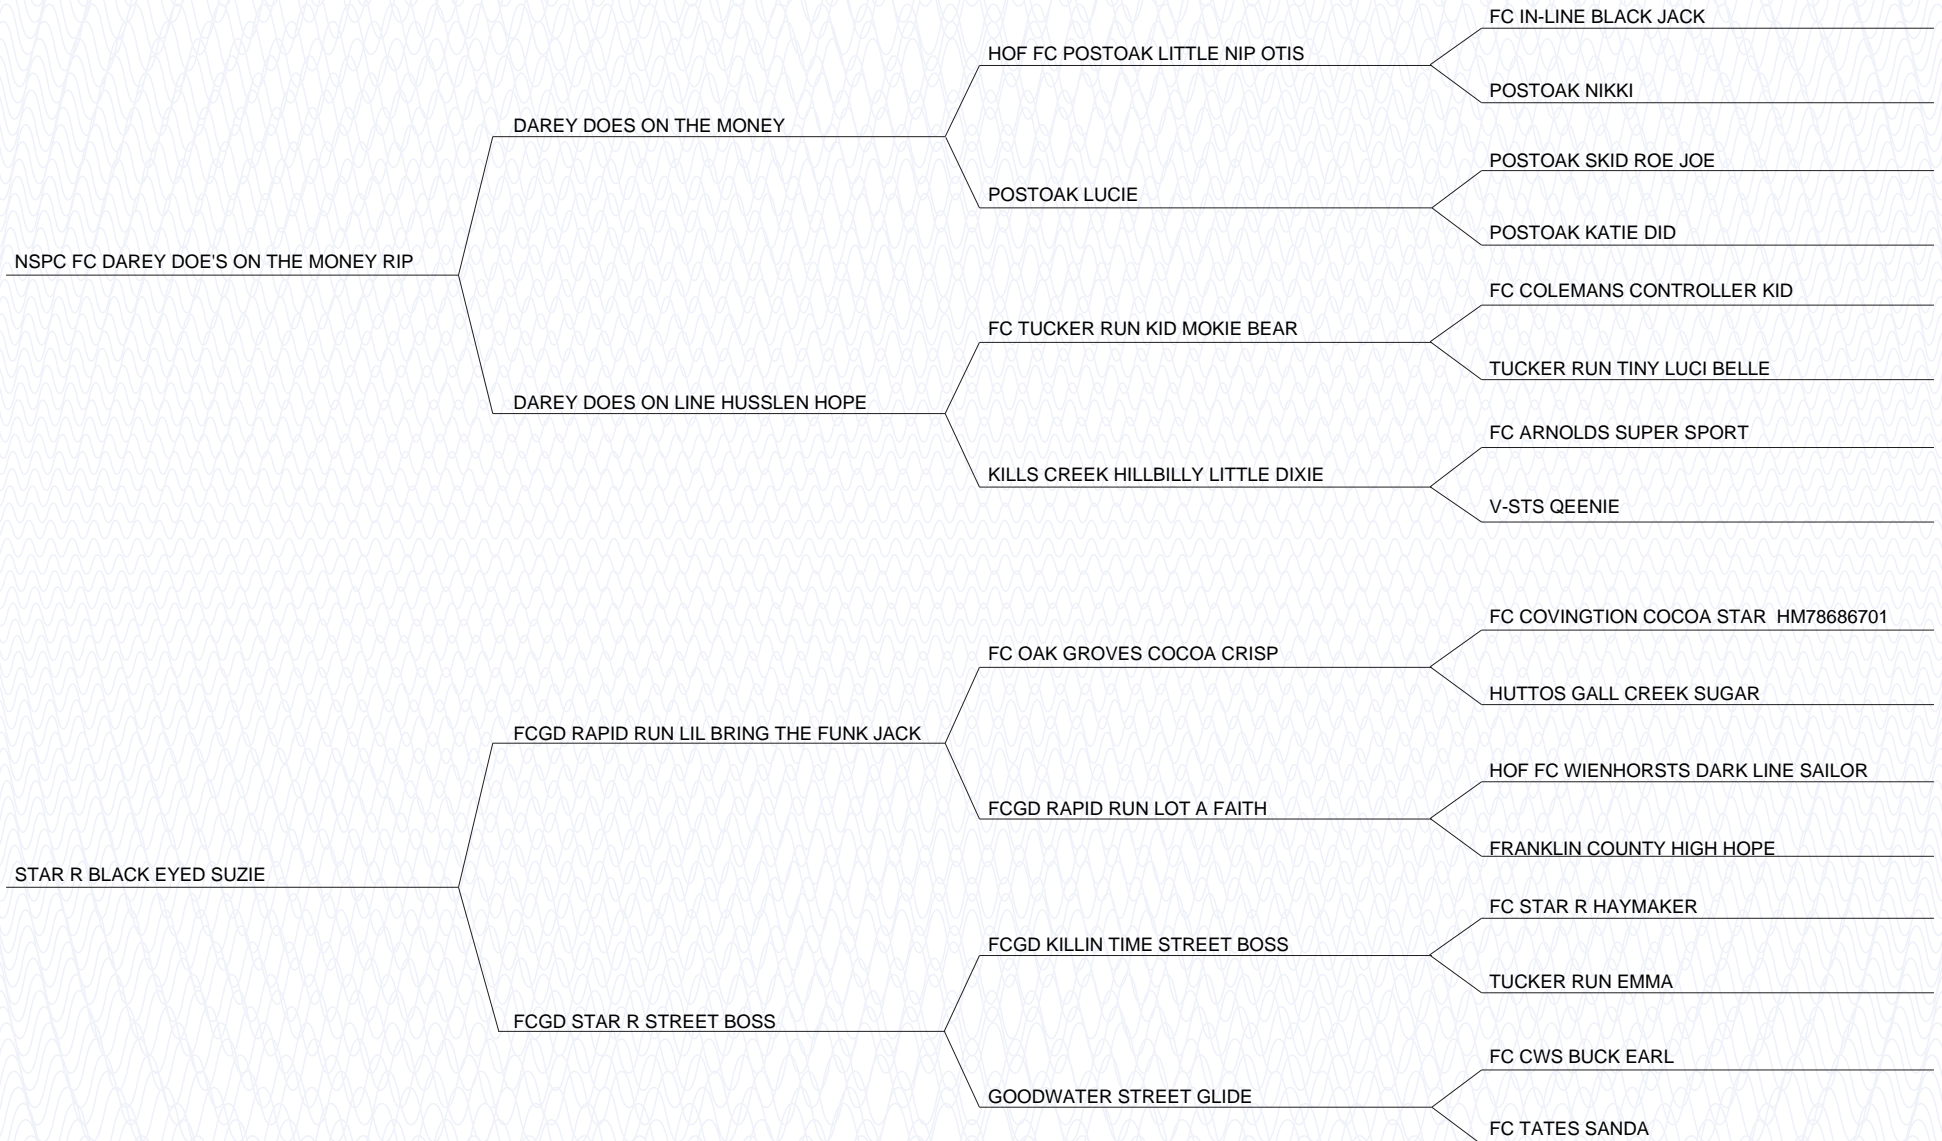 FC IN-LINE BLACK JACK
HOF FC POSTOAK LITTLE NIP OTIS
POSTOAK NIKKI
DAREY DOES ON THE MONEY
POSTOAK SKID ROE JOE
POSTOAK LUCIE
POSTOAK KATIE DID
NSPC FC DAREY DOE'S ON THE MONEY RIP
FC COLEMANS CONTROLLER KID
FC TUCKER RUN KID MOKIE BEAR
TUCKER RUN TINY LUCI BELLE
DAREY DOES ON LINE HUSSLEN HOPE
FC ARNOLDS SUPER SPORT
KILLS CREEK HILLBILLY LITTLE DIXIE
V-STS QEENIE
FC COVINGTION COCOA STAR  HM78686701
FC OAK GROVES COCOA CRISP
HUTTOS GALL CREEK SUGAR
FCGD RAPID RUN LIL BRING THE FUNK JACK
HOF FC WIENHORSTS DARK LINE SAILOR
FCGD RAPID RUN LOT A FAITH
FRANKLIN COUNTY HIGH HOPE
STAR R BLACK EYED SUZIE
FC STAR R HAYMAKER
FCGD KILLIN TIME STREET BOSS
TUCKER RUN EMMA
FCGD STAR R STREET BOSS
FC CWS BUCK EARL
GOODWATER STREET GLIDE
FC TATES SANDA